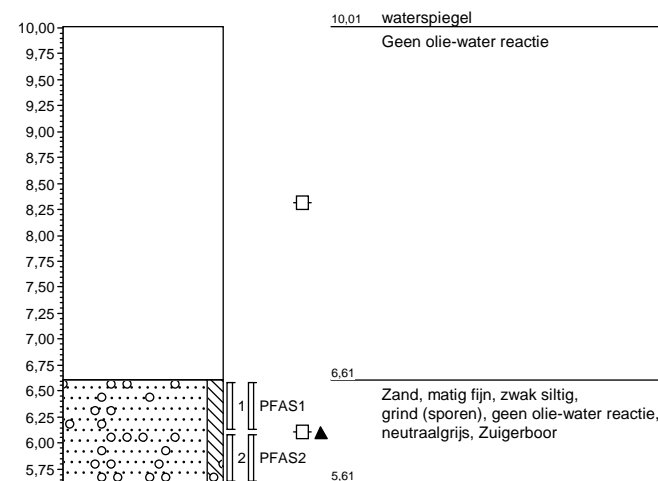 10,01 waterspiegel
10,00
Geen olie-water reactie
9,75
9,50
9,25
9,00
8,75
8,50
8,25
8,00
7,75
7,50
7,25
7,00
6,75
6,61
6,50
Zand, matig fijn, zwak siltig,
1 PFAS1
grind (sporen), geen olie-water reactie,
6,25
neutraalgrijs, Zuigerboor
6,00
2 PFAS2
5,75
5,61